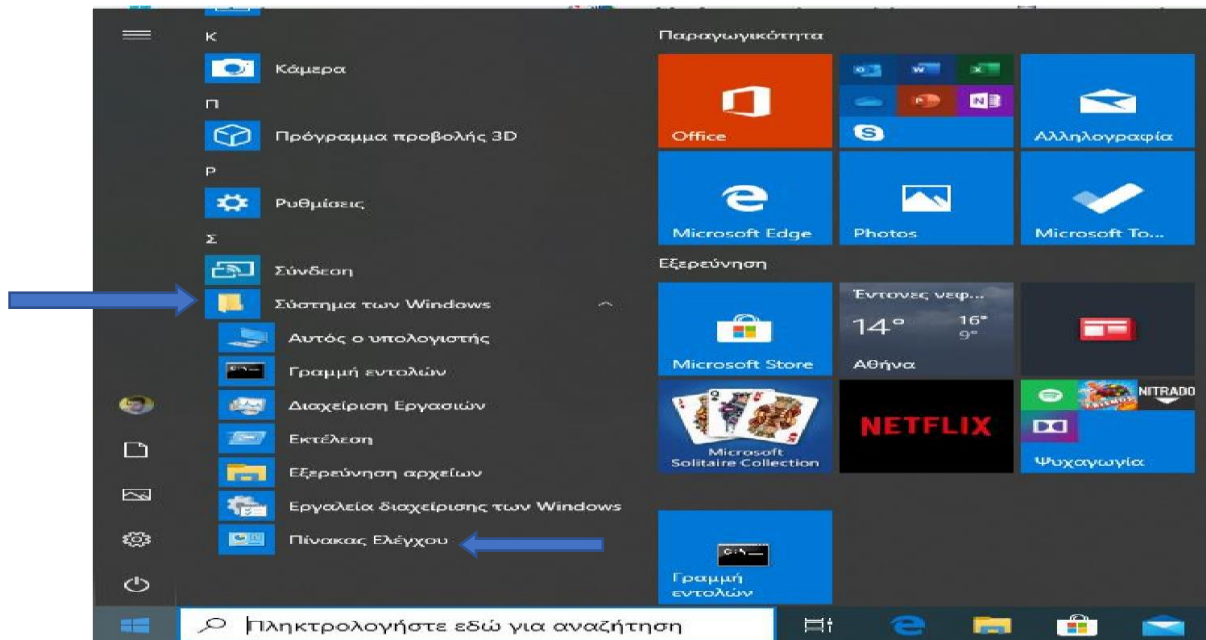 Κ
Κάμερα
Π
Πρόγραμμα προβολής 3D
Ρ
Ρυθμίσεις
Σ
Σύνδεση
Σύστημα των Windows
Αυτός ο υπολογιστής
Γραμμή εντολών
Διαχείριση Εργασιών
Εκτέλεση
Εξερεύνηση αρχείων
Εργαλεία διαχείρισης των Windows
Πίνακας Ελέγχου
Παραγωγικότητα
Office
Αλληλογραφία
Microsoft Edge
Photos
Microsoft To...
Εξερεύνηση
Microsoft Store
Έντονες νεφ...
14° 16°
9°
Αθήνα
Microsoft
Solitaire Collection
NETFLIX
NITRADO
Ψυχαγωγία
Γραμμή
εντολών
Πληκτρολογήστε εδώ για αναζήτηση